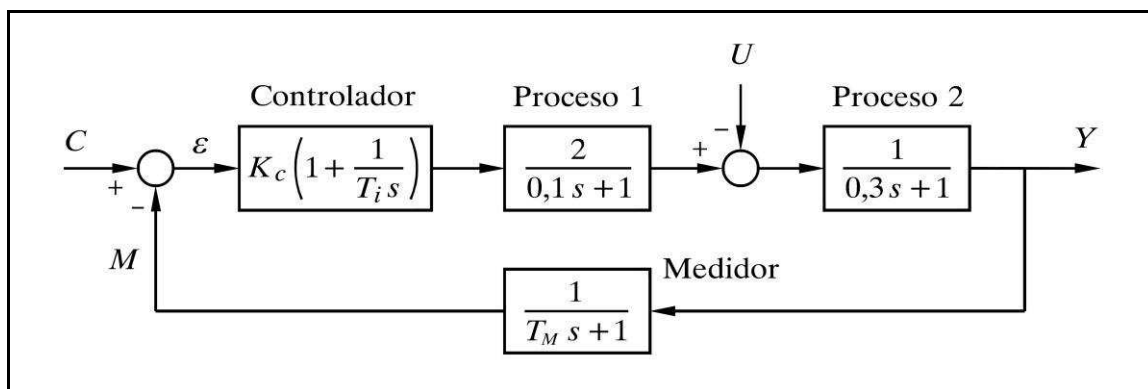 U
Controlador
Proceso 1
Proceso 2
C
+
−
ε
K_c (1 + 1/(T_i s))
2/(0,1 s + 1)
+
−
1/(0,3 s + 1)
Y
M
Medidor
1/(T_M s + 1)